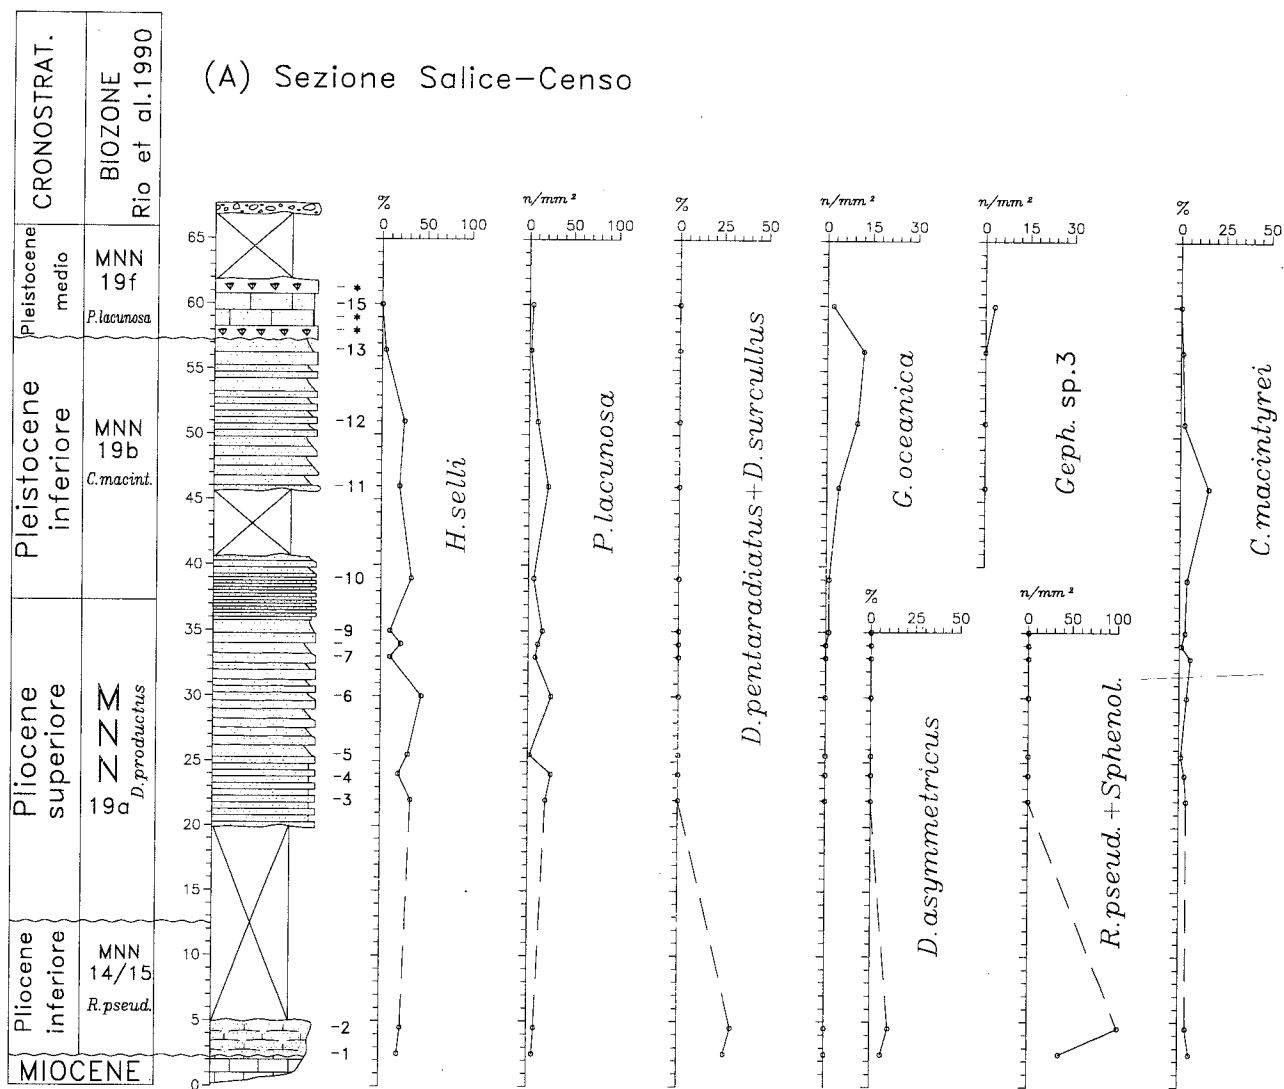 (A) Sezione Salice-Censo
CRONOSTRAT.
BIOZONE
Rio et al.1990
Pleistocene
medio
MNN
19f
P.lacunosa
Pleistocene
inferiore
MNN
19b
C.macint.
Pliocene
superiore
M
N
N
19a
D.productus
Pliocene
inferiore
MNN
14/15
R.pseud.
MIOCENE
65
60
55
50
45
40
35
30
25
20
15
10
5
0
- *
-15
- *
- *
-13
-12
-11
-10
-9
-
-7
-6
-5
-4
-3
-2
-1
%
0 50 100
H.selli
n/mm²
0 50 100
P.lacunosa
%
0 25 50
D.pentaradiatus+D.surcullus
n/mm²
0 15 30
G.oceanica
%
0 25 50
D.asymmetricus
n/mm²
0 15 30
Geph. sp.3
n/mm²
0 50 100
R.pseud.+Sphenol.
%
0 25 50
C.macintyrei